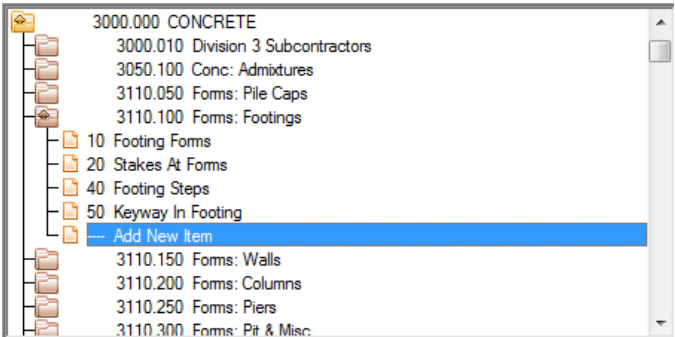 3000.000 CONCRETE
3000.010 Division 3 Subcontractors
3050.100 Conc: Admixtures
3110.050 Forms: Pile Caps
3110.100 Forms: Footings
10 Footing Forms
20 Stakes At Forms
40 Footing Steps
50 Keyway In Footing
---- Add New Item
3110.150 Forms: Walls
3110.200 Forms: Columns
3110.250 Forms: Piers
3110.300 Forms: Pit & Misc